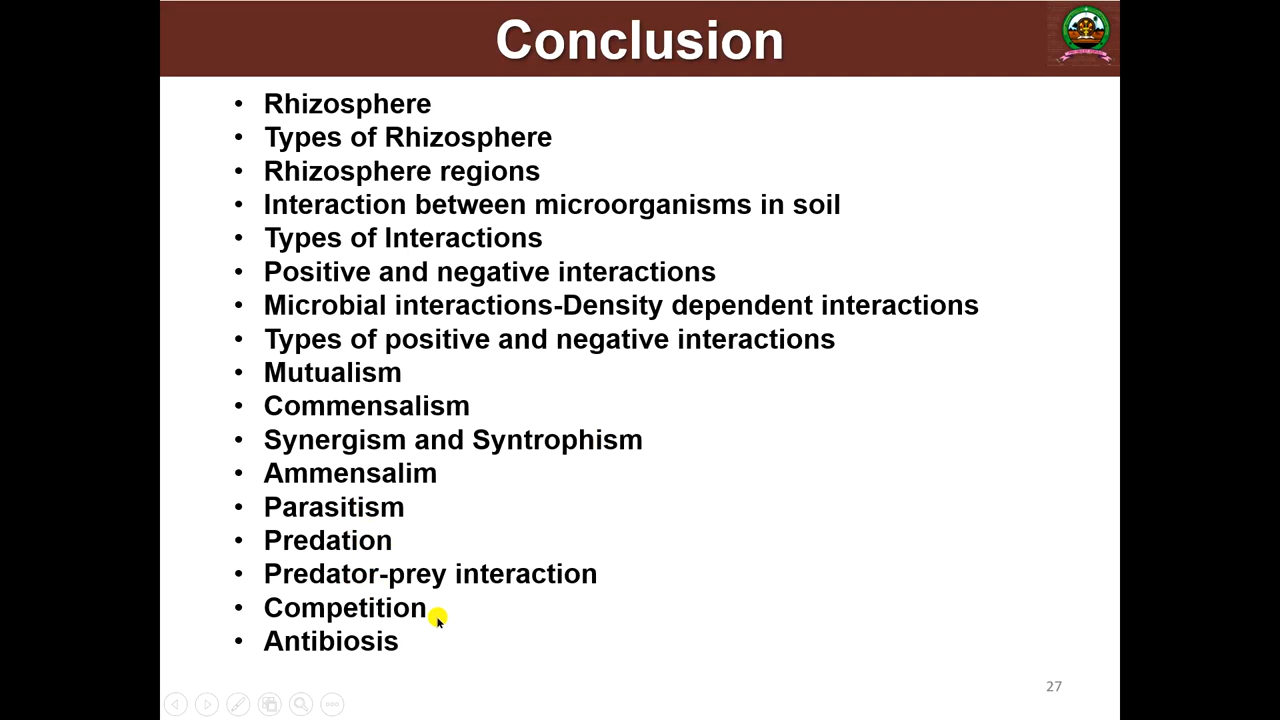 Conclusion
• Rhizosphere
• Types of Rhizosphere
• Rhizosphere regions
• Interaction between microorganisms in soil
• Types of Interactions
• Positive and negative interactions
• Microbial interactions-Density dependent interactions
• Types of positive and negative interactions
• Mutualism
• Commensalism
• Synergism and Syntrophism
• Ammensalim
• Parasitism
• Predation
• Predator-prey interaction
• Competition
• Antibiosis
27